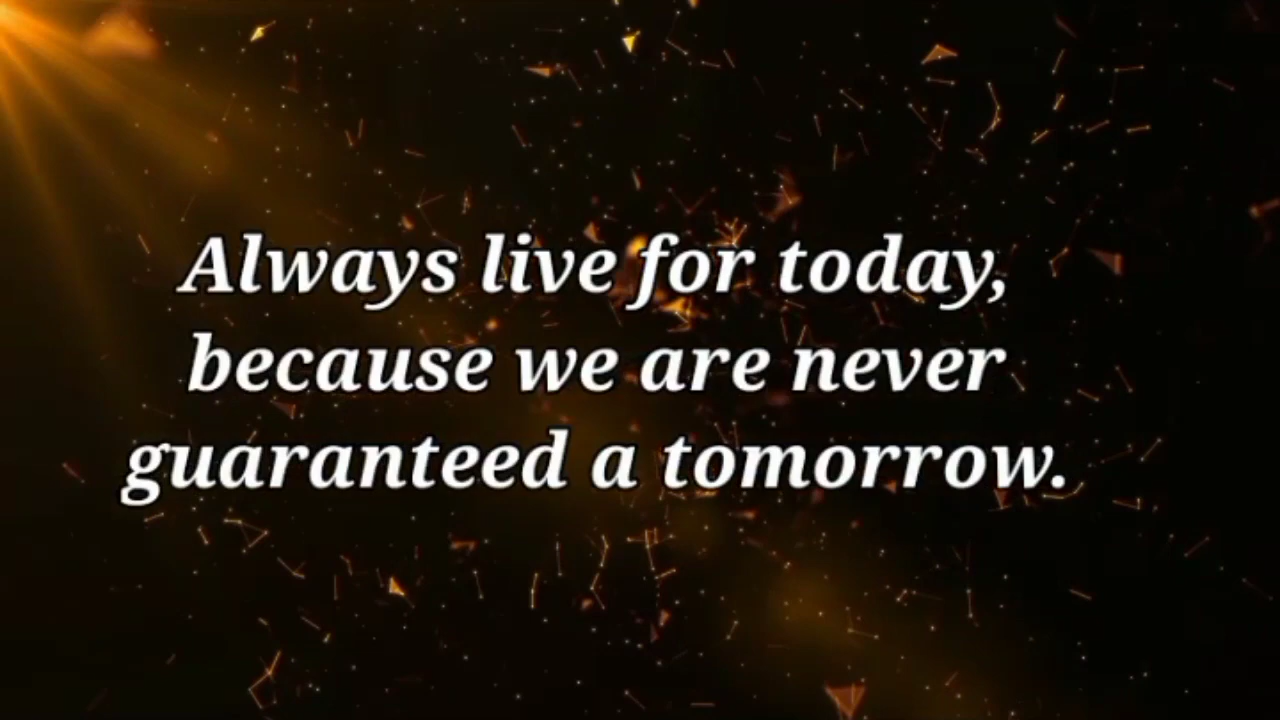 Always live for today,
because we are never
guaranteed a tomorrow.